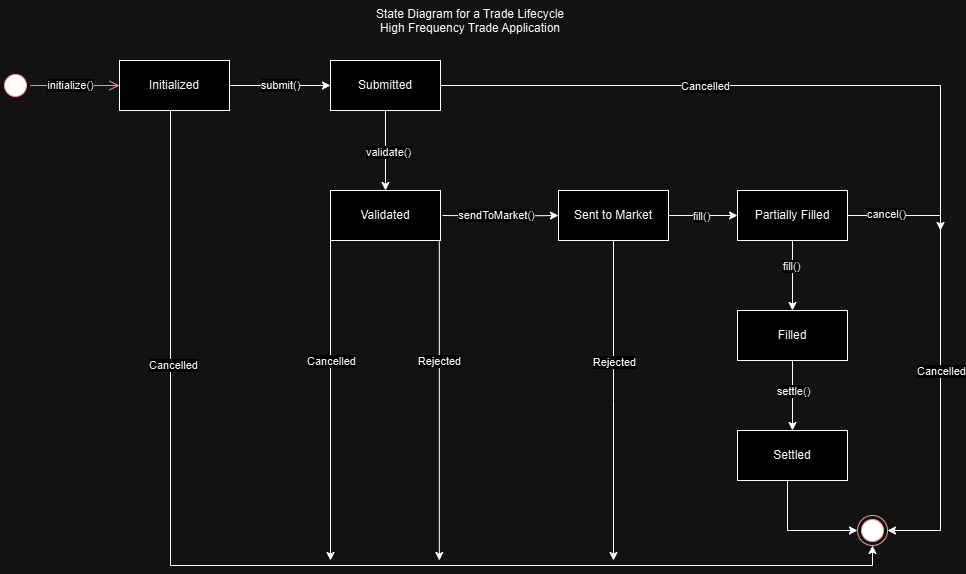 State Diagram for a Trade Lifecycle
High Frequency Trade Application
initialize()
Initialized
submit()
Submitted
Cancelled
validate()
Validated
sendToMarket()
Sent to Market
fill()
Partially Filled
cancel()
fill()
Filled
Cancelled
Cancelled
Rejected
Rejected
Cancelled
settle()
Settled